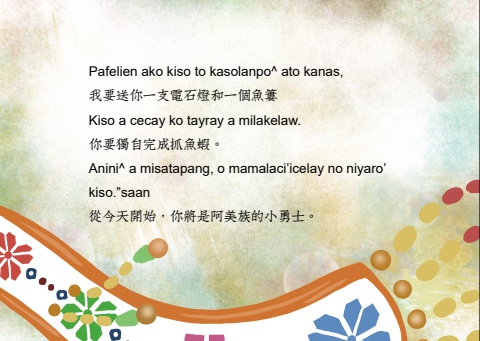 Pafelien ako kiso to kasolanpo^ ato kanas,
我要送你一支電石燈和一個魚簍
Kiso a cecay ko tayray a milakelaw.
你要獨自完成抓魚蝦。
Anini^ a misatapang, o mamalaci’icelay no niyaro’
kiso.”saan
從今天開始，你將是阿美族的小勇士。